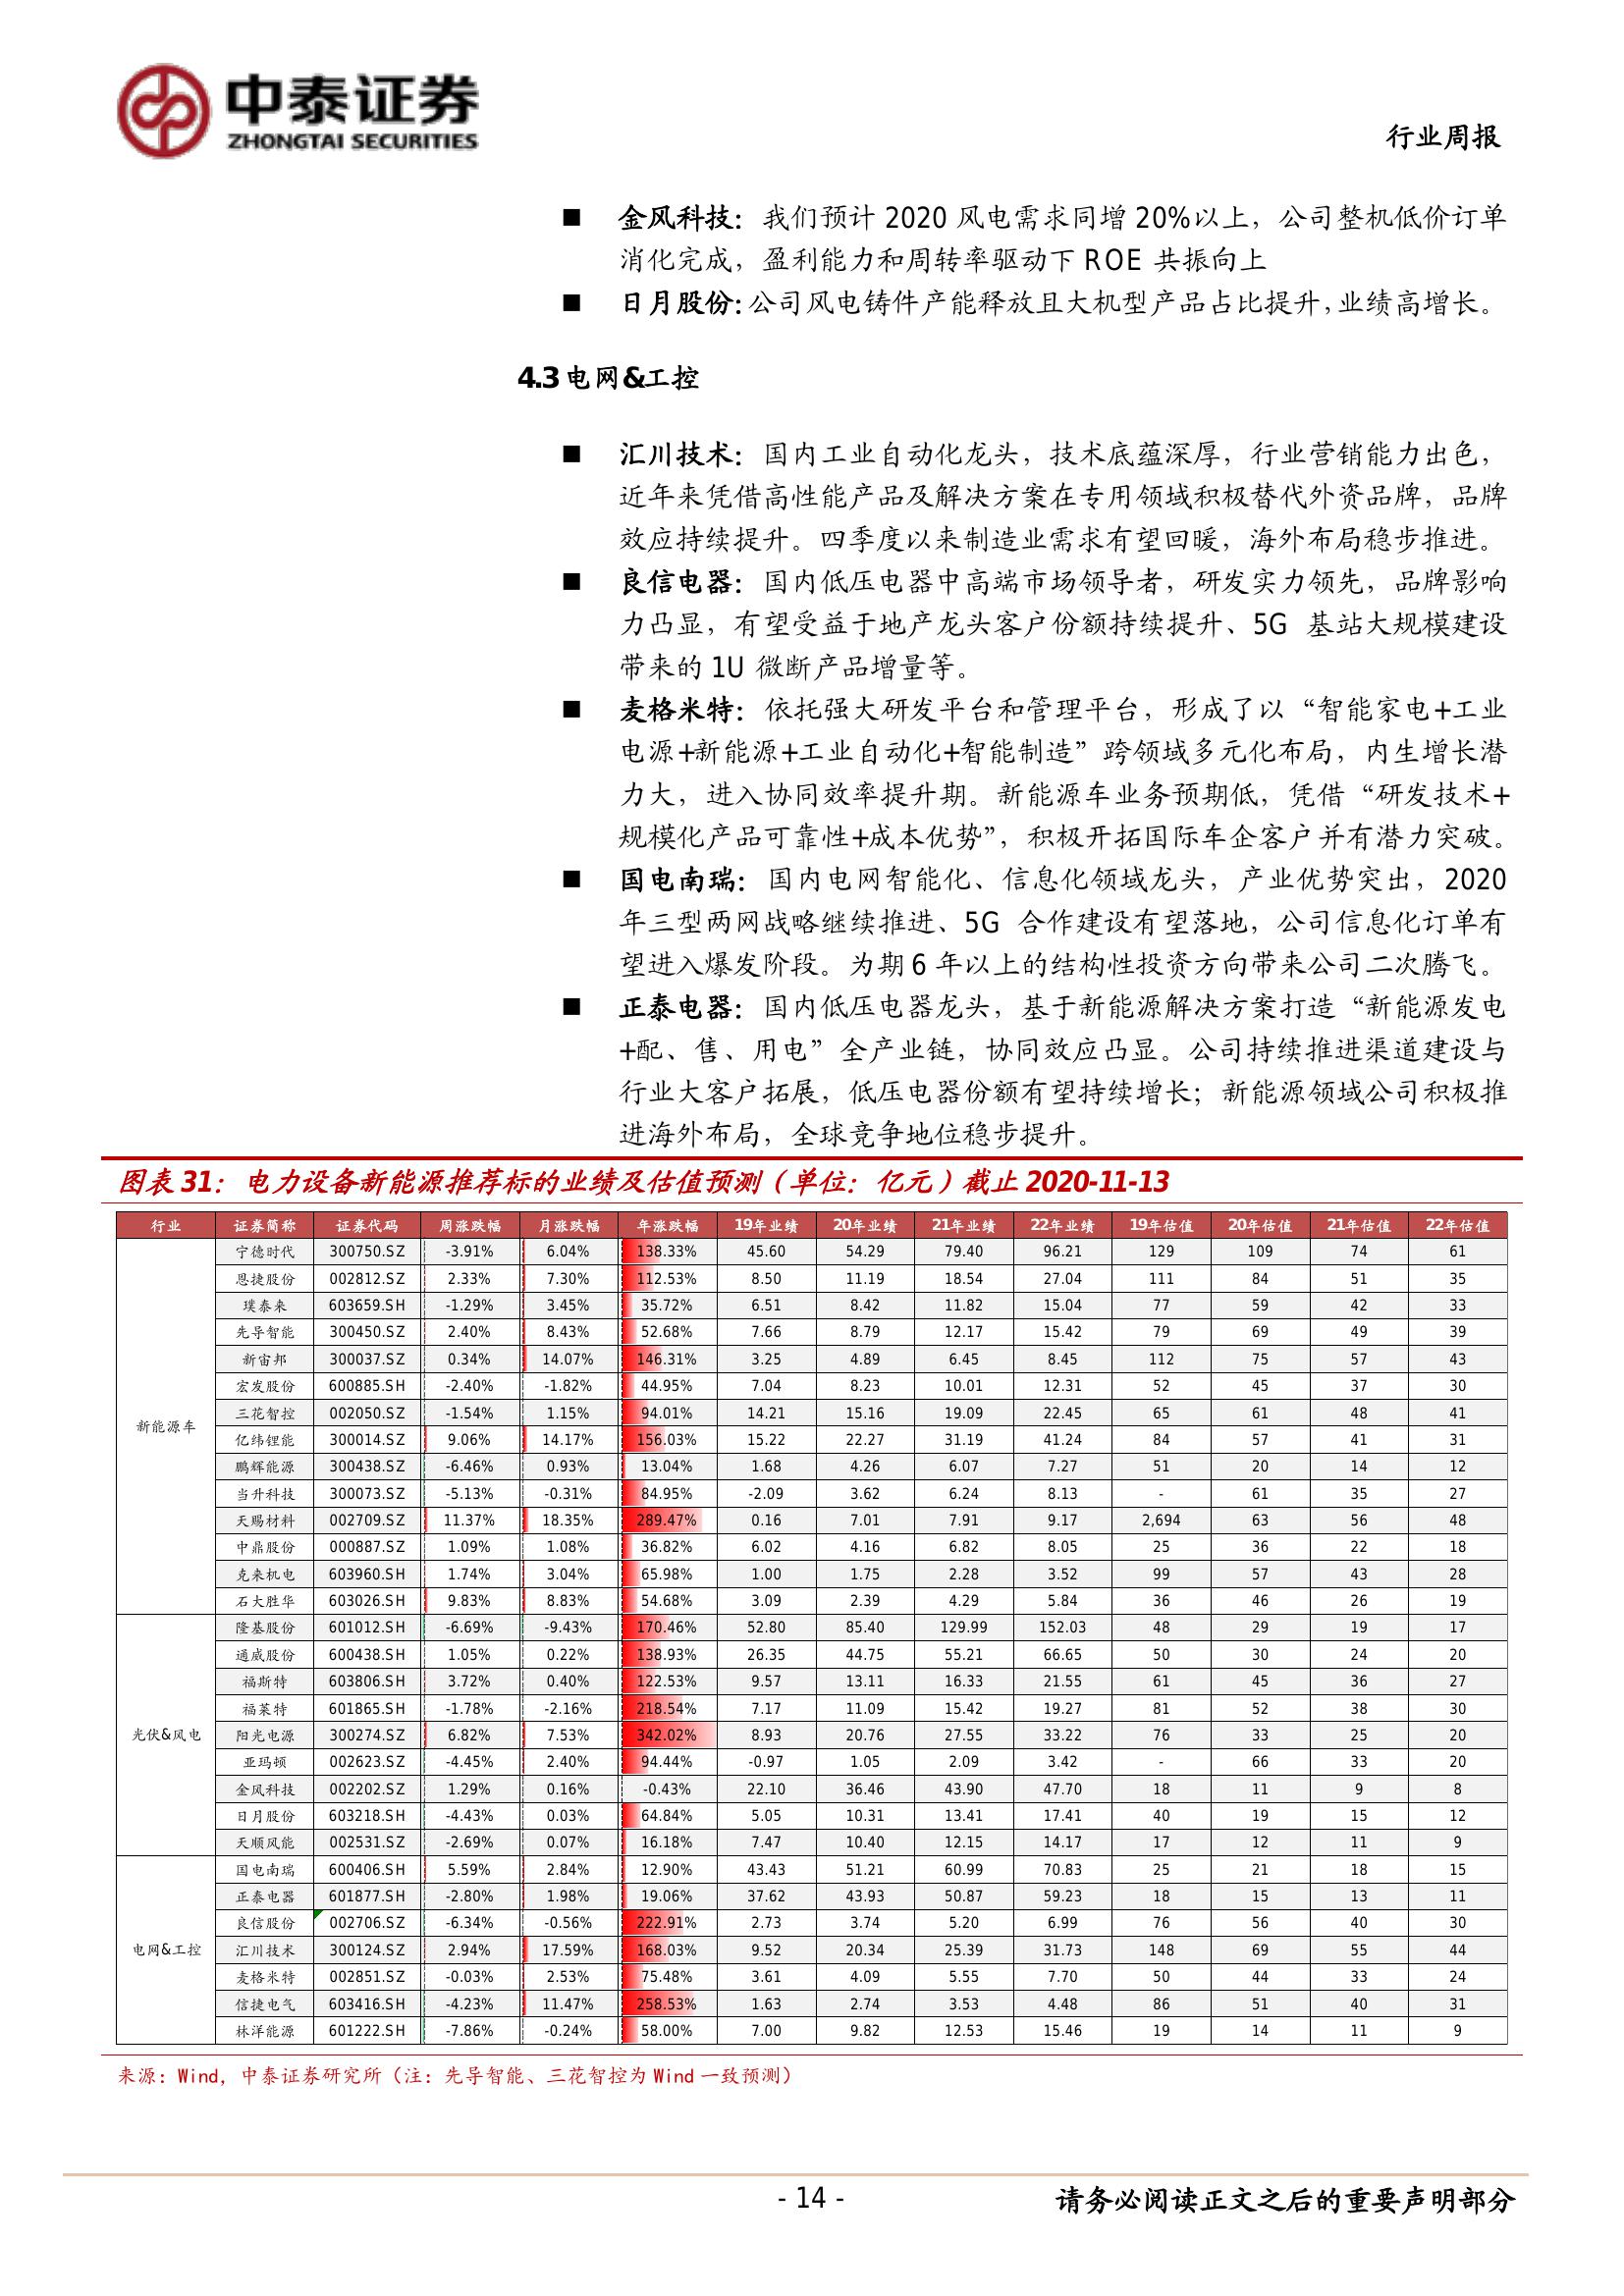 中泰证券
ZHONGTAI SECURITIES
行业周报
■ 金风科技：我们预计 2020 风电需求同增 20%以上，公司整机低价订单
消化完成，盈利能力和周转率驱动下 ROE 共振向上
■ 日月股份：公司风电铸件产能释放且大机型产品占比提升，业绩高增长。
4.3 电网&工控
■ 汇川技术：国内工业自动化龙头，技术底蕴深厚，行业营销能力出色，
近年来凭借高性能产品及解决方案在专用领域积极替代外资品牌，品牌
效应持续提升。四季度以来制造业需求有望回暖，海外布局稳步推进。
■ 良信电器：国内低压电器中高端市场领导者，研发实力领先，品牌影响
力凸显，有望受益于地产龙头客户份额持续提升、5G 基站大规模建设
带来的 1U 微断产品增量等。
■ 麦格米特：依托强大研发平台和管理平台，形成了以“智能家电+工业
电源+新能源+工业自动化+智能制造”跨领域多元化布局，内生增长潜
力大，进入协同效率提升期。新能源车业务预期低，凭借“研发技术+
规模化产品可靠性+成本优势”，积极开拓国际车企客户并有潜力突破。
■ 国电南瑞：国内电网智能化、信息化领域龙头，产业优势突出，2020
年三型两网战略继续推进、5G 合作建设有望落地，公司信息化订单有
望进入爆发阶段。为期 6 年以上的结构性投资方向带来公司二次腾飞。
■ 正泰电器：国内低压电器龙头，基于新能源解决方案打造“新能源发电
+配、售、用电”全产业链，协同效应凸显。公司持续推进渠道建设与
行业大客户拓展，低压电器份额有望持续增长；新能源领域公司积极推
进海外布局，全球竞争地位稳步提升。
图表 31：电力设备新能源推荐标的业绩及估值预测（单位：亿元）截止 2020-11-13
行业 证券简称 证券代码 周涨跌幅 月涨跌幅 年涨跌幅 19年业绩 20年业绩 21年业绩 22年业绩 19年估值 20年估值 21年估值 22年估值
新能源车
宁德时代 300750.SZ -3.91% 6.04% 138.33% 45.60 54.29 79.40 96.21 129 109 74 61
恩捷股份 002812.SZ 2.33% 7.30% 112.53% 8.50 11.19 18.54 27.04 111 84 51 35
璞泰来 603659.SH -1.29% 3.45% 35.72% 6.51 8.42 11.82 15.04 77 59 42 33
先导智能 300450.SZ 2.40% 8.43% 52.68% 7.66 8.79 12.17 15.42 79 69 49 39
新宙邦 300037.SZ 0.34% 14.07% 146.31% 3.25 4.89 6.45 8.45 112 75 57 43
宏发股份 600885.SH -2.40% -1.82% 44.95% 7.04 8.23 10.01 12.31 52 45 37 30
三花智控 002050.SZ -1.54% 1.15% 94.01% 14.21 15.16 19.09 22.45 65 61 48 41
亿纬锂能 300014.SZ 9.06% 14.17% 156.03% 15.22 22.27 31.19 41.24 84 57 41 31
鹏辉能源 300438.SZ -6.46% 0.93% 13.04% 1.68 4.26 6.07 7.27 51 20 14 12
当升科技 300073.SZ -5.13% -0.31% 84.95% -2.09 3.62 6.24 8.13 - 61 35 27
天赐材料 002709.SZ 11.37% 18.35% 289.47% 0.16 7.01 7.91 9.17 2,694 63 56 48
中鼎股份 000887.SZ 1.09% 1.08% 36.82% 6.02 4.16 6.82 8.05 25 36 22 18
克来机电 603960.SH 1.74% 3.04% 65.98% 1.00 1.75 2.28 3.52 99 57 43 28
石大胜华 603026.SH 9.83% 8.83% 54.68% 3.09 2.39 4.29 5.84 36 46 26 19
光伏&风电
隆基股份 601012.SH -6.69% -9.43% 170.46% 52.80 85.40 129.99 152.03 48 29 19 17
通威股份 600438.SH 1.05% 0.22% 138.93% 26.35 44.75 55.21 66.65 50 30 24 20
福斯特 603806.SH 3.72% 0.40% 122.53% 9.57 13.11 16.33 21.55 61 45 36 27
福莱特 601865.SH -1.78% -2.16% 218.54% 7.17 11.09 15.42 19.27 81 52 38 30
阳光电源 300274.SZ 6.82% 7.53% 342.02% 8.93 20.76 27.55 33.22 76 33 25 20
亚玛顿 002623.SZ -4.45% 2.40% 94.44% -0.97 1.05 2.09 3.42 - 66 33 20
金风科技 002202.SZ 1.29% 0.16% -0.43% 22.10 36.46 43.90 47.70 18 11 9 8
日月股份 603218.SH -4.43% 0.03% 64.84% 5.05 10.31 13.41 17.41 40 19 15 12
天顺风能 002531.SZ -2.69% 0.07% 16.18% 7.47 10.40 12.15 14.17 17 12 11 9
电网&工控
国电南瑞 600406.SH 5.59% 2.84% 12.90% 43.43 51.21 60.99 70.83 25 21 18 15
正泰电器 601877.SH -2.80% 1.98% 19.06% 37.62 43.93 50.87 59.23 18 15 13 11
良信股份 002706.SZ -6.34% -0.56% 222.91% 2.73 3.74 5.20 6.99 76 56 40 30
汇川技术 300124.SZ 2.94% 17.59% 168.03% 9.52 20.34 25.39 31.73 148 69 55 44
麦格米特 002851.SZ -0.03% 2.53% 75.48% 3.61 4.09 5.55 7.70 50 44 33 24
信捷电气 603416.SH -4.23% 11.47% 258.53% 1.63 2.74 3.53 4.48 86 51 40 31
林洋能源 601222.SH -7.86% -0.24% 58.00% 7.00 9.82 12.53 15.46 19 14 11 9
来源：Wind，中泰证券研究所（注：先导智能、三花智控为 Wind 一致预测）
- 14 -
请务必阅读正文之后的重要声明部分